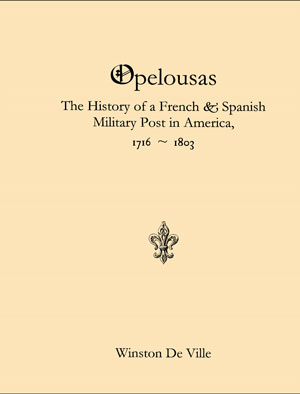 Opelousas
The History of a French & Spanish
Military Post in America,
1716 ~ 1803
Winston De Ville